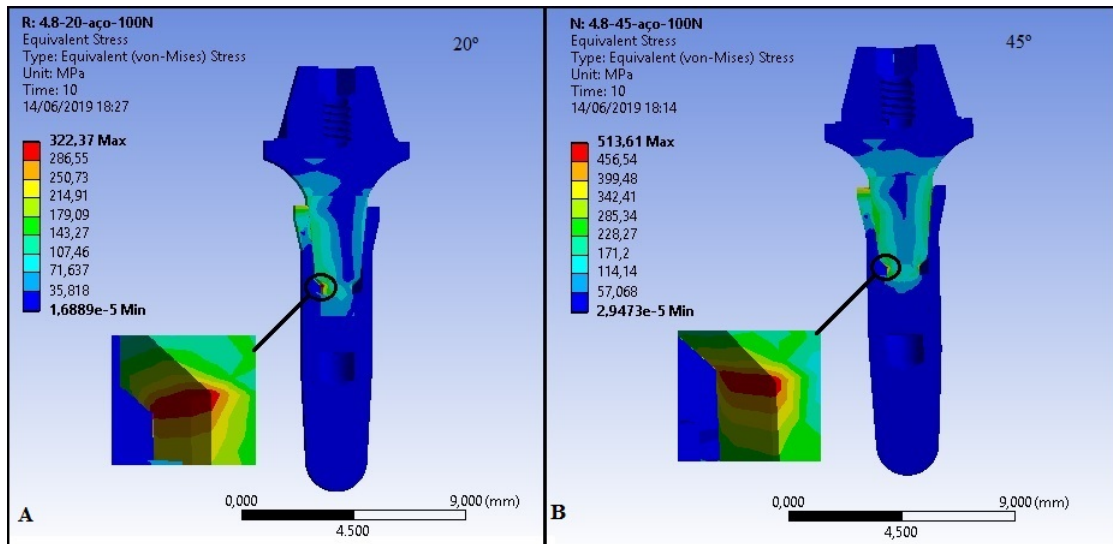 R: 4.8-20-aço-100N
Equivalent Stress
Type: Equivalent (von-Mises) Stress
Unit: MPa
Time: 10
14/06/2019 18:27
20º
322,37 Max
286,55
250,73
214,91
179,09
143,27
107,46
71,637
35,818
1,6889e-5 Min
0,000
9,000 (mm)
4.500
A
N: 4.8-45-aço-100N
Equivalent Stress
Type: Equivalent (von-Mises) Stress
Unit: MPa
Time: 10
14/06/2019 18:14
45º
513,61 Max
456,54
399,48
342,41
285,34
228,27
171,2
114,14
57,068
2,9473e-5 Min
0,000
9,000 (mm)
4,500
B